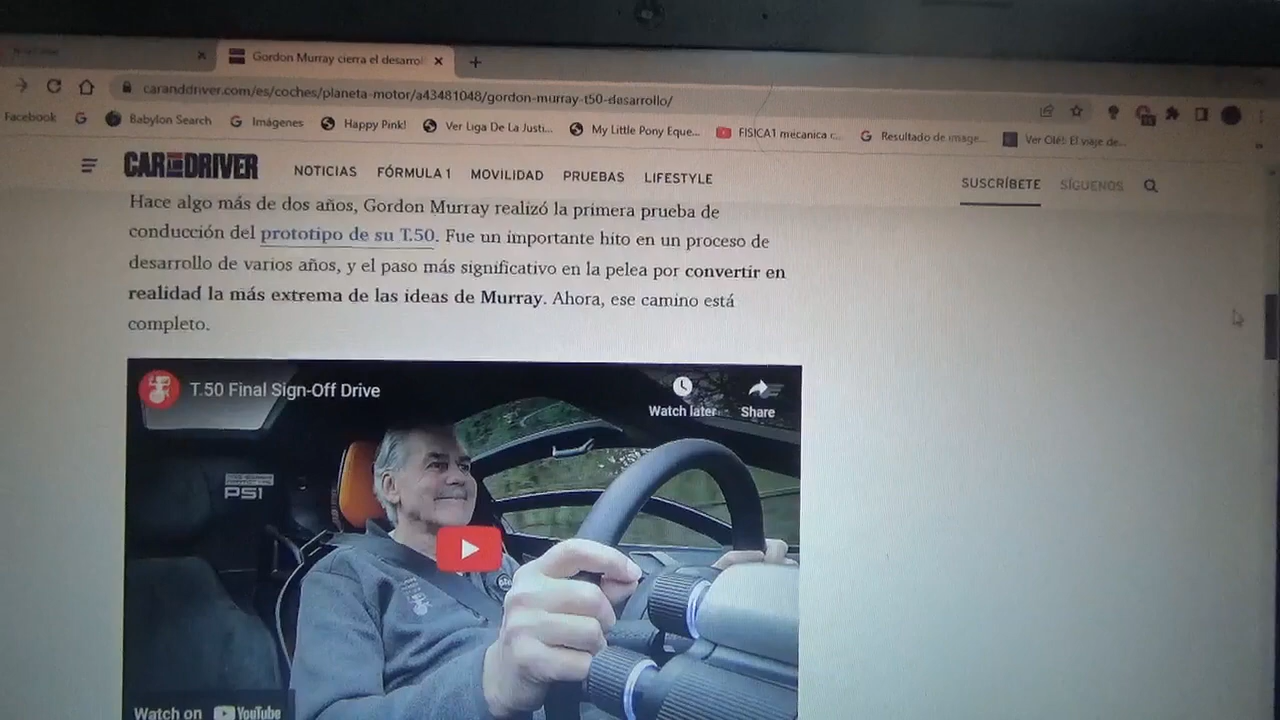 Gordon Murray cierra el desarrol
caranddriver.com/es/coches/planeta-motor/a43481048/gordon-murray-t50-desarrollo/
Facebook
Babylon Search
Imágenes
Happy Pink!
Ver Liga De La Justi...
My Little Pony Eque...
FISICA1 mecanica c...
Resultado de image...
Ver Olé!: El viaje de...
CAR AND DRIVER
NOTICIAS
FÓRMULA 1
MOVILIDAD
PRUEBAS
LIFESTYLE
SUSCRÍBETE
SÍGUENOS
Hace algo más de dos años, Gordon Murray realizó la primera prueba de
conducción del prototipo de su T.50. Fue un importante hito en un proceso de
desarrollo de varios años, y el paso más significativo en la pelea por convertir en
realidad la más extrema de las ideas de Murray. Ahora, ese camino está
completo.
T.50 Final Sign-Off Drive
Watch later
Share
PS1
Watch on YouTube